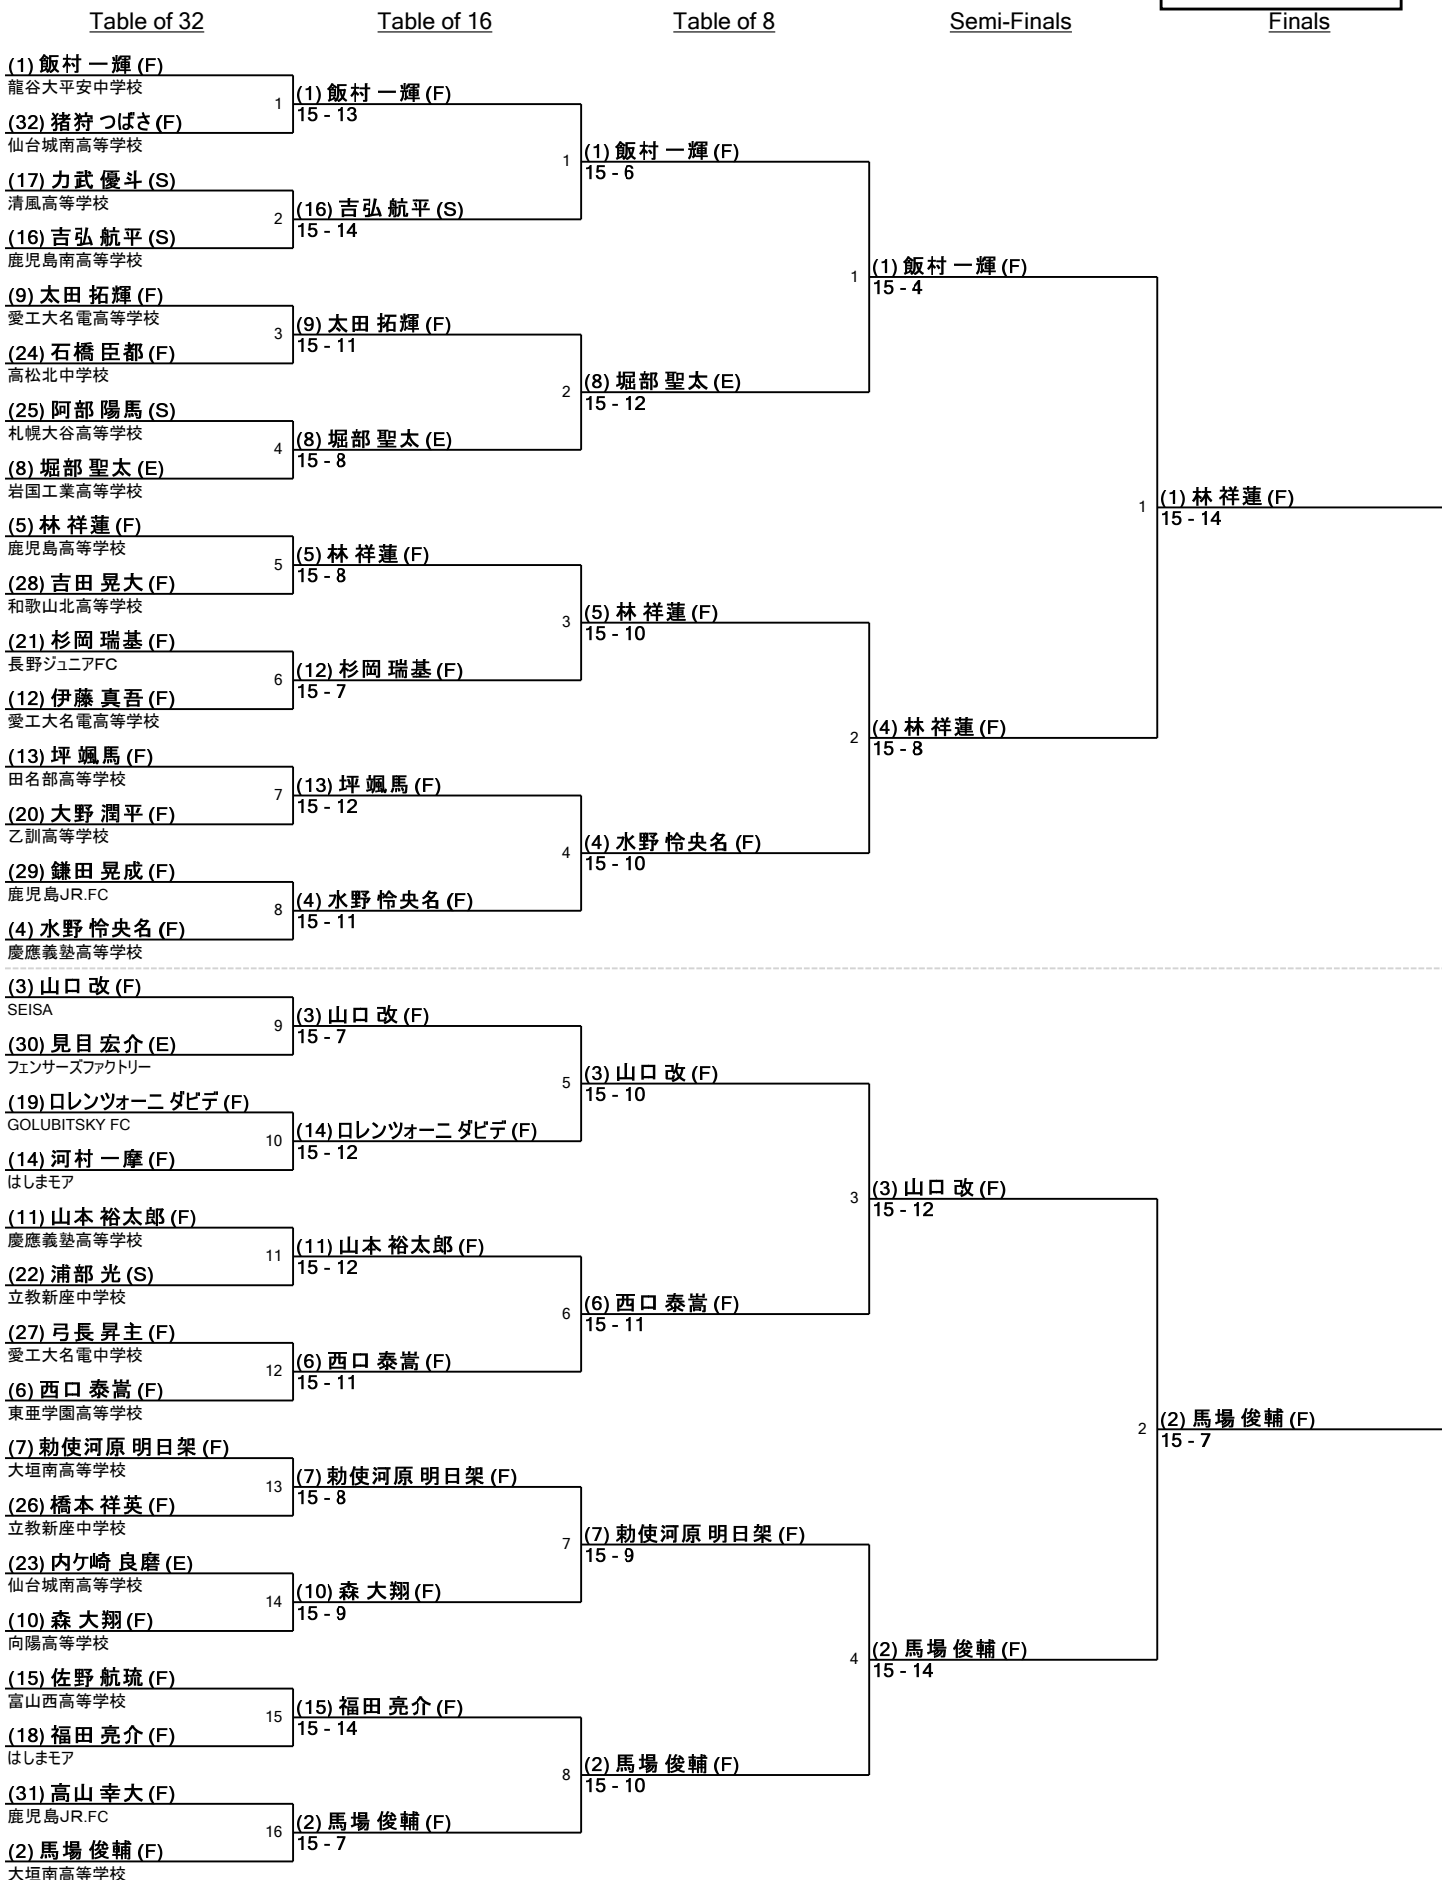 Table of 32
Table of 16
Table of 8
Semi-Finals
Finals
(1) 飯村 一輝 (F)
龍谷大平安中学校
1
(32) 猪狩 つばさ (F)
仙台城南高等学校
(17) 力武 優斗 (S)
清風高等学校
2
(16) 吉弘 航平 (S)
鹿児島南高等学校
(9) 太田 拓輝 (F)
愛工大名電高等学校
3
(24) 石橋 臣都 (F)
高松北中学校
(25) 阿部 陽馬 (S)
札幌大谷高等学校
4
(8) 堀部 聖太 (E)
岩国工業高等学校
(5) 林 祥蓮 (F)
鹿児島高等学校
5
(28) 吉田 晃大 (F)
和歌山北高等学校
(21) 杉岡 瑞基 (F)
長野ジュニアFC
6
(12) 伊藤 真吾 (F)
愛工大名電高等学校
(13) 坪 颯馬 (F)
田名部高等学校
7
(20) 大野 潤平 (F)
乙訓高等学校
(29) 鎌田 晃成 (F)
鹿児島JR.FC
8
(4) 水野 怜央名 (F)
慶應義塾高等学校
(3) 山口 改 (F)
SEISA
9
(30) 見目 宏介 (E)
フェンサーズファクトリー
(19) ロレンツォーニ ダビデ (F)
GOLUBITSKY FC
10
(14) 河村 一摩 (F)
はしまモア
(11) 山本 裕太郎 (F)
慶應義塾高等学校
11
(22) 浦部 光 (S)
立教新座中学校
(27) 弓長 昇主 (F)
愛工大名電中学校
12
(6) 西口 泰嵩 (F)
東亜学園高等学校
(7) 勅使河原 明日架 (F)
大垣南高等学校
13
(26) 橋本 祥英 (F)
立教新座中学校
(23) 内ケ崎 良磨 (E)
仙台城南高等学校
14
(10) 森 大翔 (F)
向陽高等学校
(15) 佐野 航琉 (F)
富山西高等学校
15
(18) 福田 亮介 (F)
はしまモア
(31) 高山 幸大 (F)
鹿児島JR.FC
16
(2) 馬場 俊輔 (F)
大垣南高等学校
(1) 飯村 一輝 (F)
15 - 13
1
(16) 吉弘 航平 (S)
15 - 14
(9) 太田 拓輝 (F)
15 - 11
2
(8) 堀部 聖太 (E)
15 - 8
(5) 林 祥蓮 (F)
15 - 8
3
(12) 杉岡 瑞基 (F)
15 - 7
(13) 坪 颯馬 (F)
15 - 12
4
(4) 水野 怜央名 (F)
15 - 11
(3) 山口 改 (F)
15 - 7
5
(14) ロレンツォーニ ダビデ (F)
15 - 12
(11) 山本 裕太郎 (F)
15 - 12
6
(6) 西口 泰嵩 (F)
15 - 11
(7) 勅使河原 明日架 (F)
15 - 8
7
(10) 森 大翔 (F)
15 - 9
(15) 福田 亮介 (F)
15 - 14
8
(2) 馬場 俊輔 (F)
15 - 7
(1) 飯村 一輝 (F)
15 - 6
1
(8) 堀部 聖太 (E)
15 - 12
(5) 林 祥蓮 (F)
15 - 10
2
(4) 水野 怜央名 (F)
15 - 10
(3) 山口 改 (F)
15 - 10
3
(6) 西口 泰嵩 (F)
15 - 11
(7) 勅使河原 明日架 (F)
15 - 9
4
(2) 馬場 俊輔 (F)
15 - 10
(1) 飯村 一輝 (F)
15 - 4
1
(4) 林 祥蓮 (F)
15 - 8
(3) 山口 改 (F)
15 - 12
2
(2) 馬場 俊輔 (F)
15 - 14
(1) 林 祥蓮 (F)
15 - 14
(2) 馬場 俊輔 (F)
15 - 7